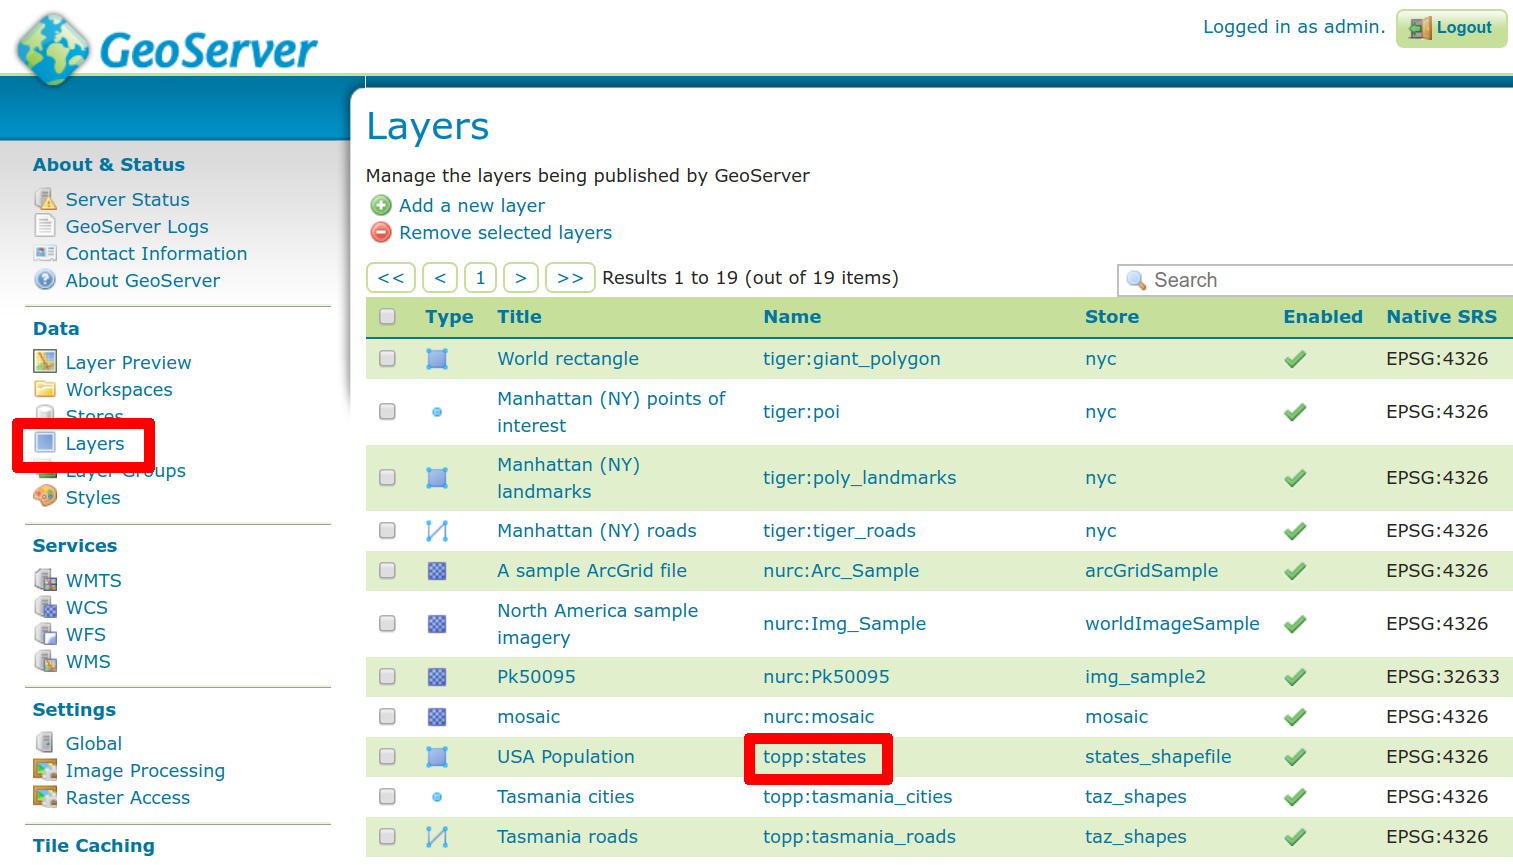 GeoServer
Logged in as admin.
Logout
About & Status
Server Status
GeoServer Logs
Contact Information
About GeoServer
Data
Layer Preview
Workspaces
Stores
Layers
Layer Groups
Styles
Services
WMTS
WCS
WFS
WMS
Settings
Global
Image Processing
Raster Access
Tile Caching
Layers
Manage the layers being published by GeoServer
Add a new layer
Remove selected layers
<< < 1 > >> Results 1 to 19 (out of 19 items)
Search
Type Title Name Store Enabled Native SRS
World rectangle tiger:giant_polygon nyc EPSG:4326
Manhattan (NY) points of
interest tiger:poi nyc EPSG:4326
Manhattan (NY)
landmarks tiger:poly_landmarks nyc EPSG:4326
Manhattan (NY) roads tiger:tiger_roads nyc EPSG:4326
A sample ArcGrid file nurc:Arc_Sample arcGridSample EPSG:4326
North America sample
imagery nurc:Img_Sample worldImageSample EPSG:4326
Pk50095 nurc:Pk50095 img_sample2 EPSG:32633
mosaic nurc:mosaic mosaic EPSG:4326
USA Population topp:states states_shapefile EPSG:4326
Tasmania cities topp:tasmania_cities taz_shapes EPSG:4326
Tasmania roads topp:tasmania_roads taz_shapes EPSG:4326